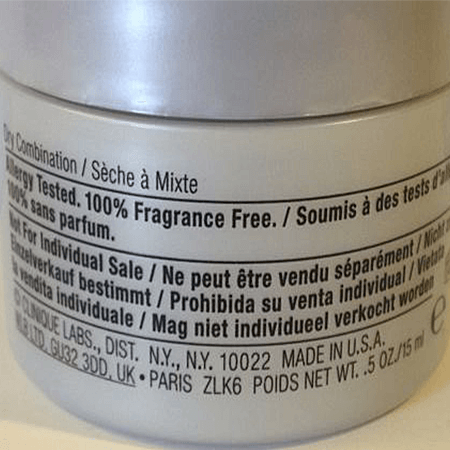 Dry Combination / Sèche à Mixte
Allergy Tested. 100% Fragrance Free. / Soumis à des tests d'all
100% sans parfum.
Not For Individual Sale / Ne peut être vendu séparément / Nicht
Einzelverkauf bestimmt / Prohibida su venta individual / Vietata
la vendita individuale / Mag niet individueel verkocht worden
© CLINIQUE LABS., DIST. N.Y., N.Y. 10022 MADE IN U.S.A. e
WLB LTD, GU32 3DD, UK • PARIS ZLK6 POIDS NET WT. .5 OZ./15 ml